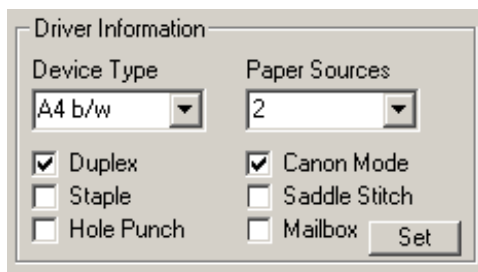 Driver Information
Device Type Paper Sources
A4 b/w 2
Duplex Canon Mode
Staple Saddle Stitch
Hole Punch Mailbox Set